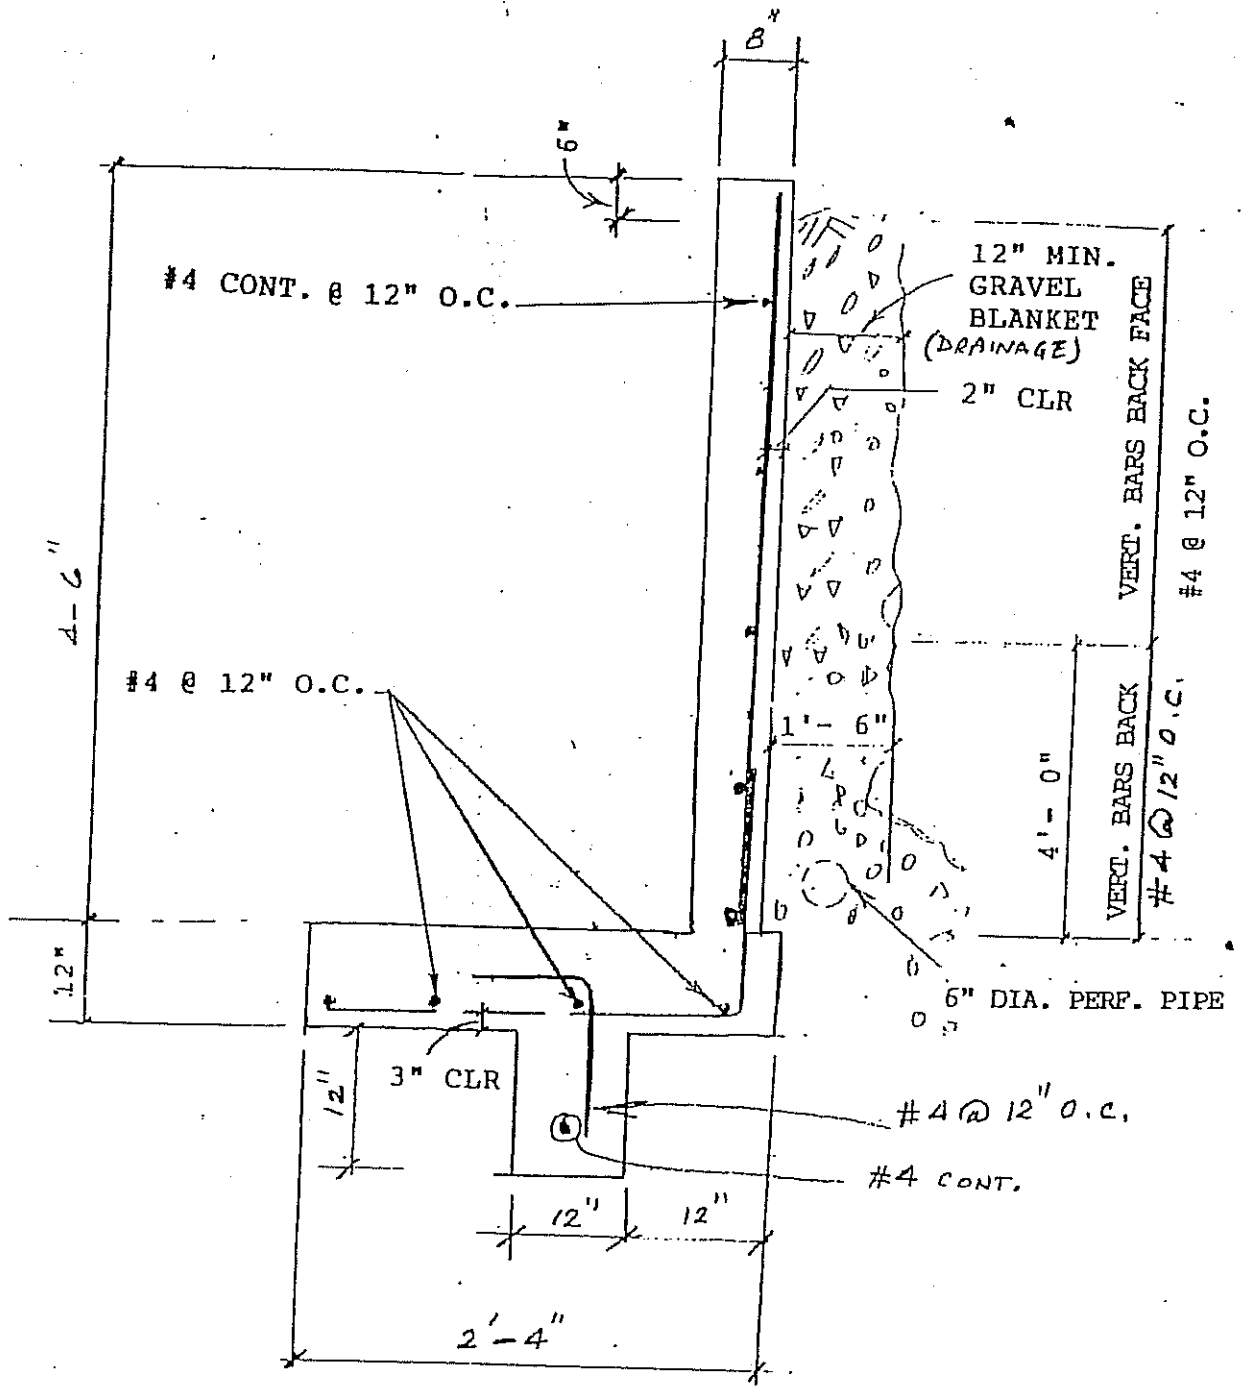 8"
6"
#4 CONT. @ 12" O.C.
12" MIN.
GRAVEL
BLANKET
(DRAINAGE)
2" CLR
VERT. BARS BACK FACE
#4 @ 12" O.C.
4-6"
#4 @ 12" O.C.
1'- 6"
4'- 0"
VERT. BARS BACK
#4 @ 12" O.C.
12"
6" DIA. PERF. PIPE
3" CLR
12"
#4 @ 12" O.C.
#4 CONT.
12"
12"
2'-4"